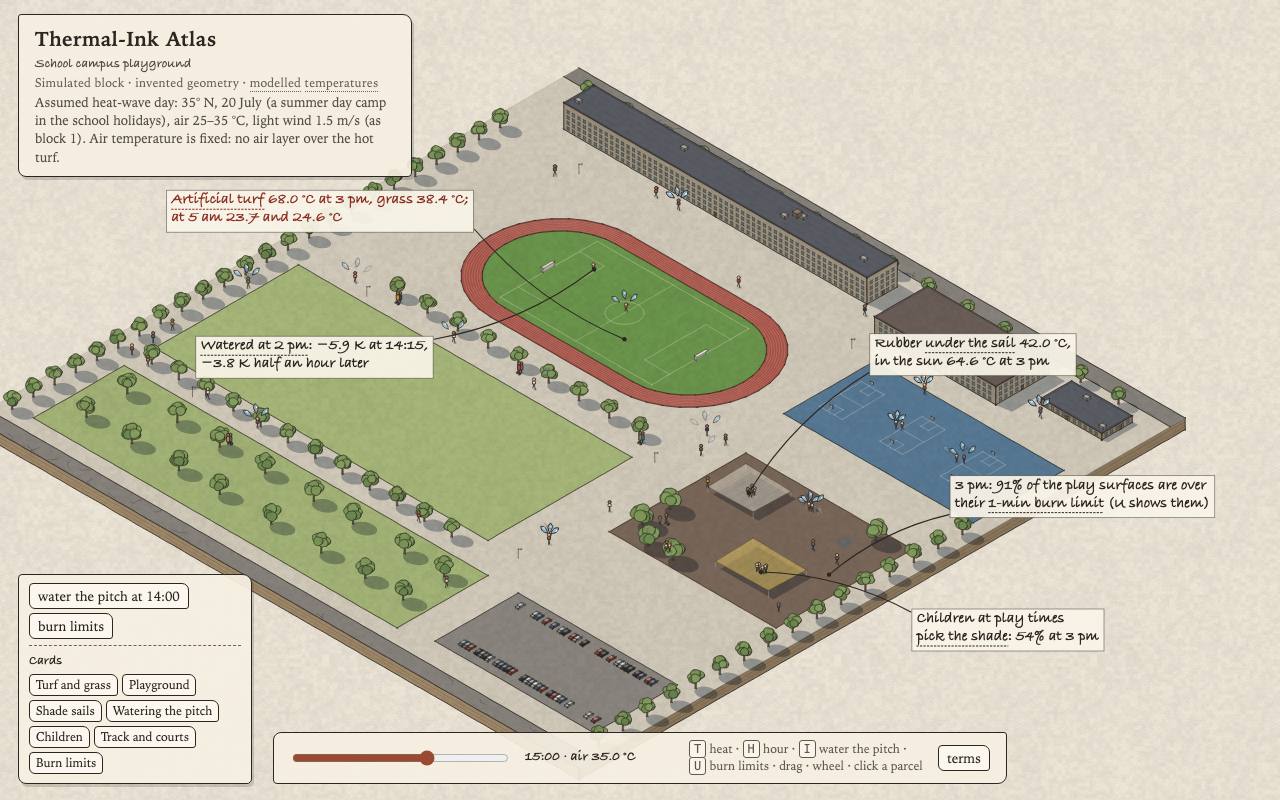 Thermal-Ink Atlas
School campus playground
Simulated block · invented geometry · modelled temperatures
Assumed heat-wave day: 35° N, 20 July (a summer day camp
in the school holidays), air 25–35 °C, light wind 1.5 m/s (as
block 1). Air temperature is fixed: no air layer over the hot
turf.
Artificial turf 68.0 °C at 3 pm, grass 38.4 °C;
at 5 am 23.7 and 24.6 °C
Watered at 2 pm: −5.9 K at 14:15,
−3.8 K half an hour later
Rubber under the sail 42.0 °C,
in the sun 64.6 °C at 3 pm
3 pm: 91% of the play surfaces are over
their 1-min burn limit (U shows them)
Children at play times
pick the shade: 54% at 3 pm
water the pitch at 14:00
burn limits
Cards
Turf and grass Playground
Shade sails Watering the pitch
Children Track and courts
Burn limits
15:00 · air 35.0 °C
T heat · H hour · I water the pitch ·
U burn limits · drag · wheel · click a parcel
terms